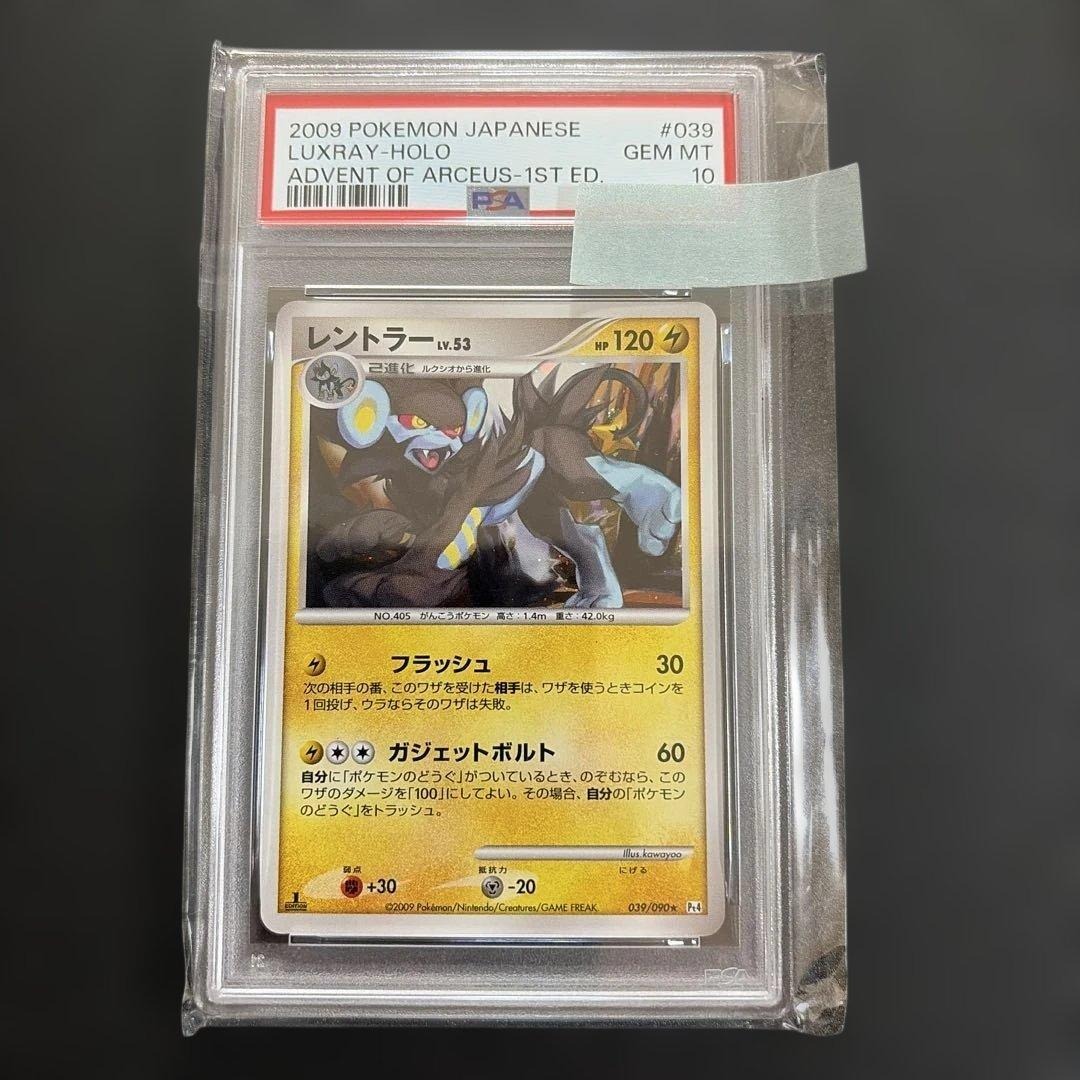 2009 POKEMON JAPANESE #039
LUXRAY-HOLO GEM MT
ADVENT OF ARCEUS-1ST ED. 10
PSA
レントラー LV.53 HP 120
2進化 ルクシオから進化
NO.405 がんこうポケモン 高さ:1.4m 重さ:42.0kg
フラッシュ 30
次の相手の番、このワザを受けた相手は、ワザを使うときコインを
1回投げ、ウラならそのワザは失敗。
ガジェットボルト 60
自分に「ポケモンのどうぐ」がついているとき、のぞむなら、この
ワザのダメージを「100」にしてよい。その場合、自分の「ポケモン
のどうぐ」をトラッシュ。
Illus. kawayoo
弱点 抵抗力 にげる
+30 -20
1 EDITION
©2009 Pokémon/Nintendo/Creatures/GAME FREAK. 039/090★ Pt4
PSA